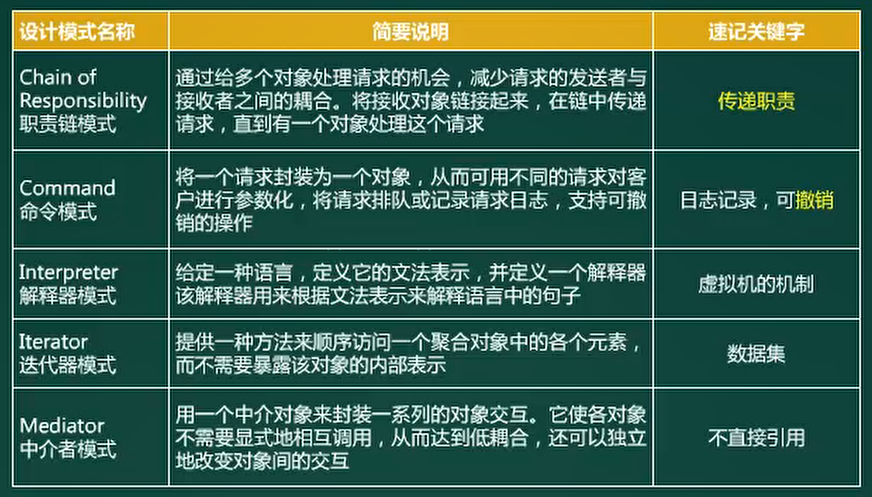 设计模式名称
简要说明
速记关键字
Chain of
Responsibility
职责链模式
通过给多个对象处理请求的机会，减少请求的发送者与
接收者之间的耦合。将接收对象链接起来，在链中传递
请求，直到有一个对象处理这个请求
传递职责
Command
命令模式
将一个请求封装为一个对象，从而可用不同的请求对客
户进行参数化，将请求排队或记录请求日志，支持可撤
销的操作
日志记录，可撤销
Interpreter
解释器模式
给定一种语言，定义它的文法表示，并定义一个解释器
该解释器用来根据文法表示来解释语言中的句子
虚拟机的机制
Iterator
迭代器模式
提供一种方法来顺序访问一个聚合对象中的各个元素，
而不需要暴露该对象的内部表示
数据集
Mediator
中介者模式
用一个中介对象来封装一系列的对象交互。它使各对象
不需要显式地相互调用，从而达到低耦合，还可以独立
地改变对象间的交互
不直接引用